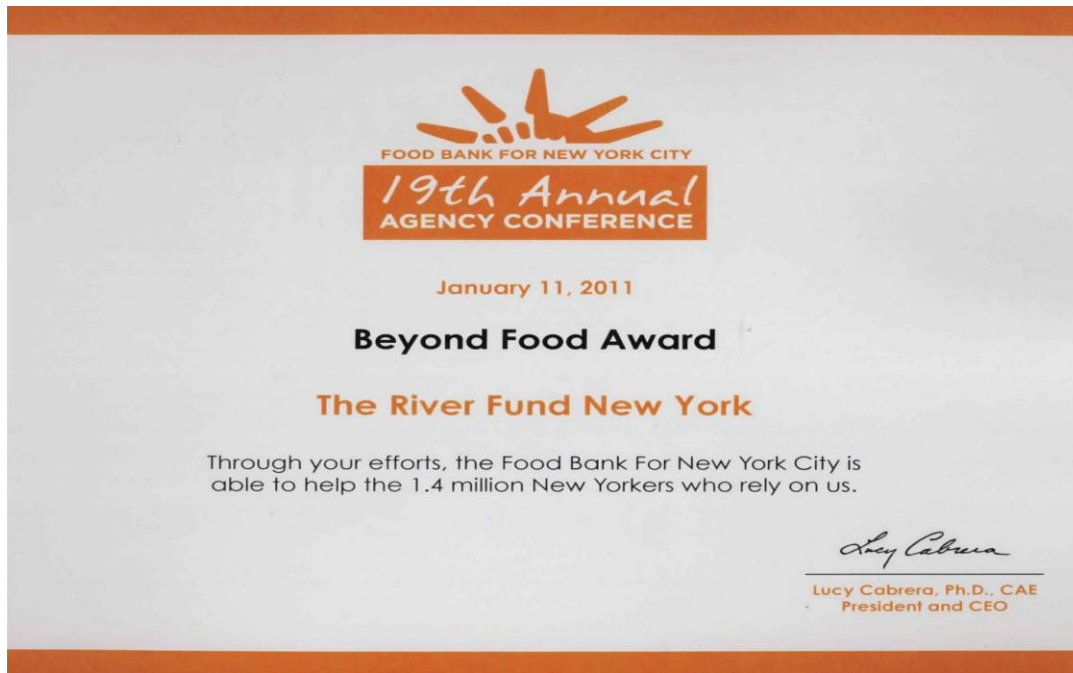 FOOD BANK FOR NEW YORK CITY
19th Annual
AGENCY CONFERENCE
January 11, 2011
Beyond Food Award
The River Fund New York
Through your efforts, the Food Bank For New York City is
able to help the 1.4 million New Yorkers who rely on us.
Lucy Cabrera
Lucy Cabrera, Ph.D., CAE
President and CEO